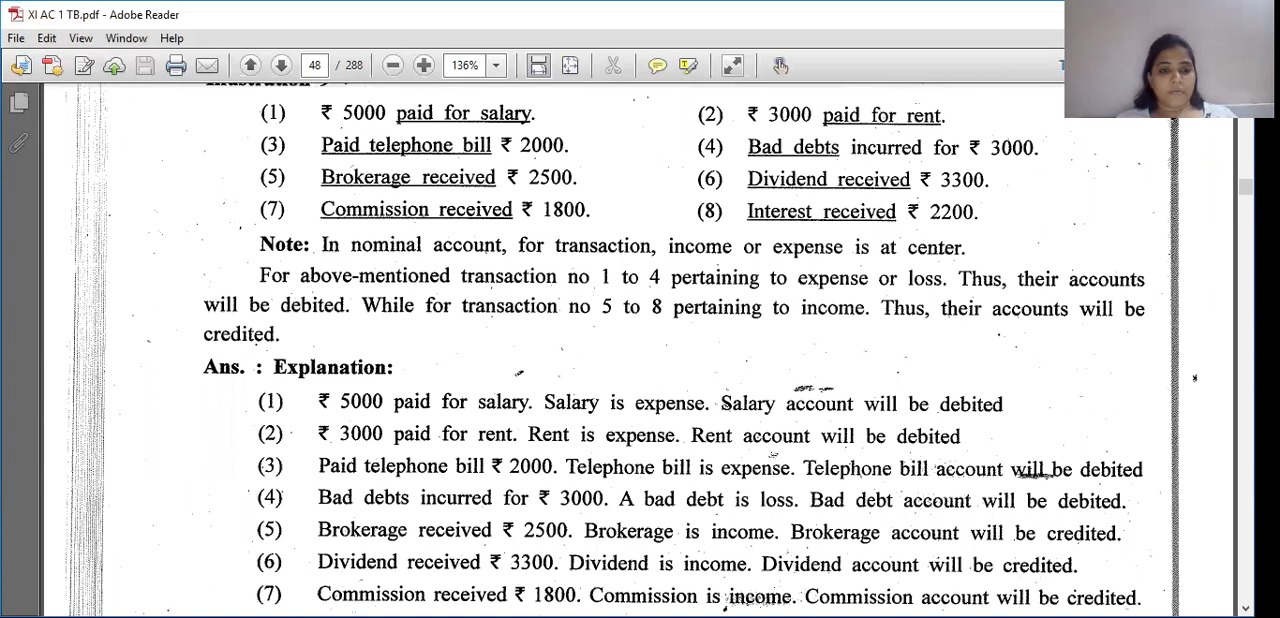 XI AC 1 TB.pdf - Adobe Reader
File Edit View Window Help
48 / 288 136%
(1) ₹ 5000 paid for salary. (2) ₹ 3000 paid for rent.
(3) Paid telephone bill ₹ 2000. (4) Bad debts incurred for ₹ 3000.
(5) Brokerage received ₹ 2500. (6) Dividend received ₹ 3300.
(7) Commission received ₹ 1800. (8) Interest received ₹ 2200.
Note: In nominal account, for transaction, income or expense is at center.
For above-mentioned transaction no 1 to 4 pertaining to expense or loss. Thus, their accounts
will be debited. While for transaction no 5 to 8 pertaining to income. Thus, their accounts will be
credited.
Ans. : Explanation:
(1) ₹ 5000 paid for salary. Salary is expense. Salary account will be debited
(2) ₹ 3000 paid for rent. Rent is expense. Rent account will be debited
(3) Paid telephone bill ₹ 2000. Telephone bill is expense. Telephone bill account will be debited
(4) Bad debts incurred for ₹ 3000. A bad debt is loss. Bad debt account will be debited.
(5) Brokerage received ₹ 2500. Brokerage is income. Brokerage account will be credited.
(6) Dividend received ₹ 3300. Dividend is income. Dividend account will be credited.
(7) Commission received ₹ 1800. Commission is income. Commission account will be credited.